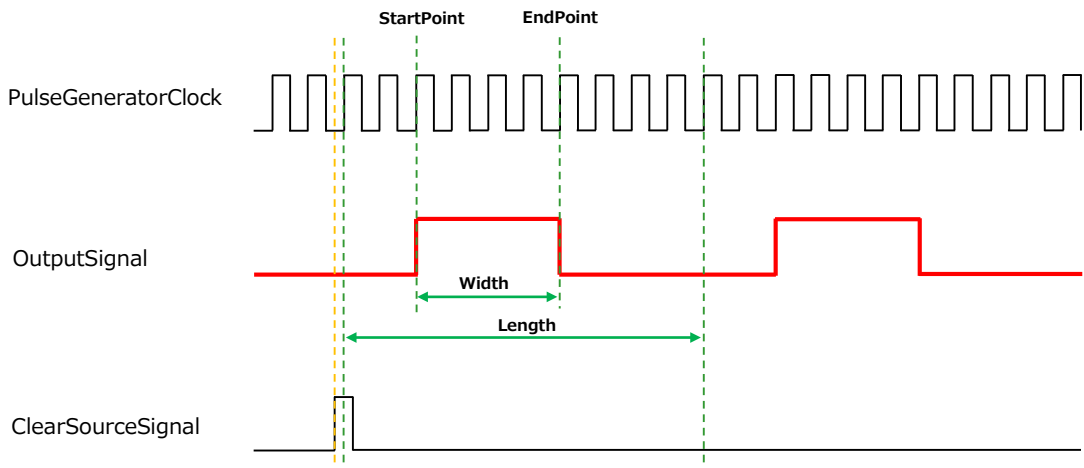 StartPoint EndPoint
PulseGeneratorClock
OutputSignal
Width
Length
ClearSourceSignal